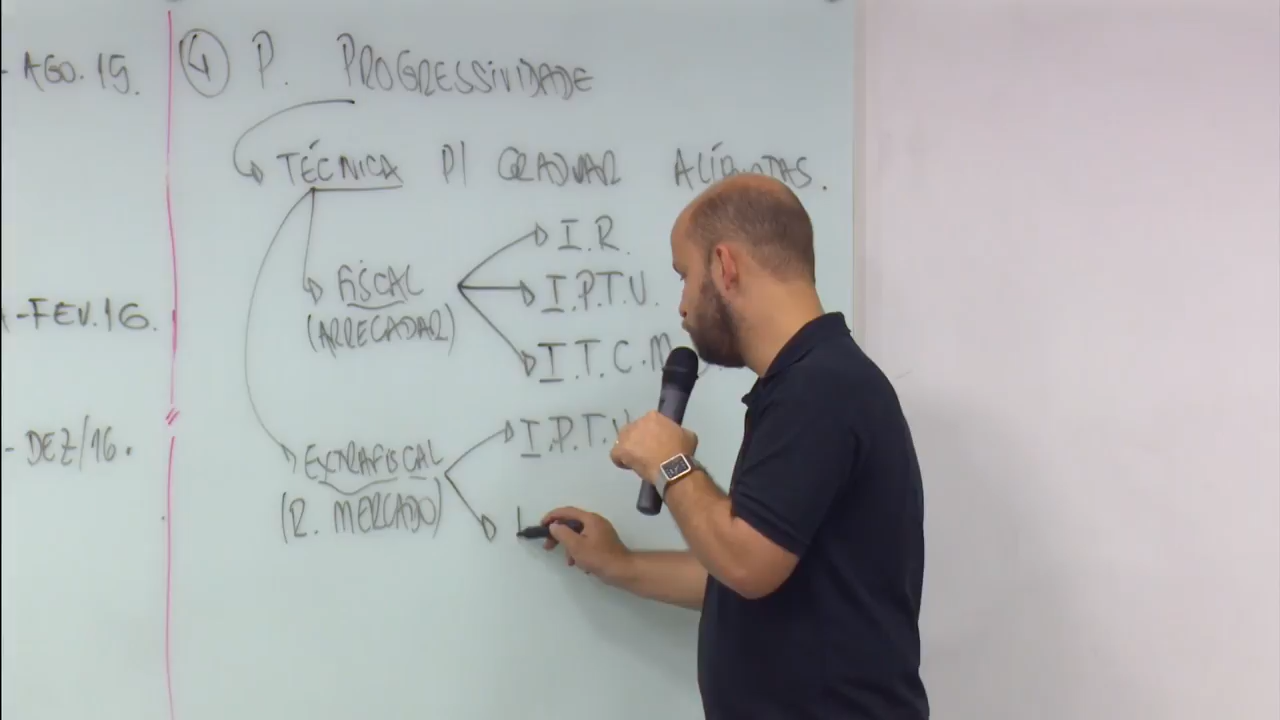 - AGO. 15.
-FEV. 16.
- DEZ/16.
4 P. PROGRESSIVIDADE
TÉCNICA P/ GRADUAR ALÍQUOTAS.
I.R.
FISCAL I.P.T.U.
(ARRECADAR)
I.T.C.M
EXTRAFISCAL I.P.T.U
(R. MERCADO) I